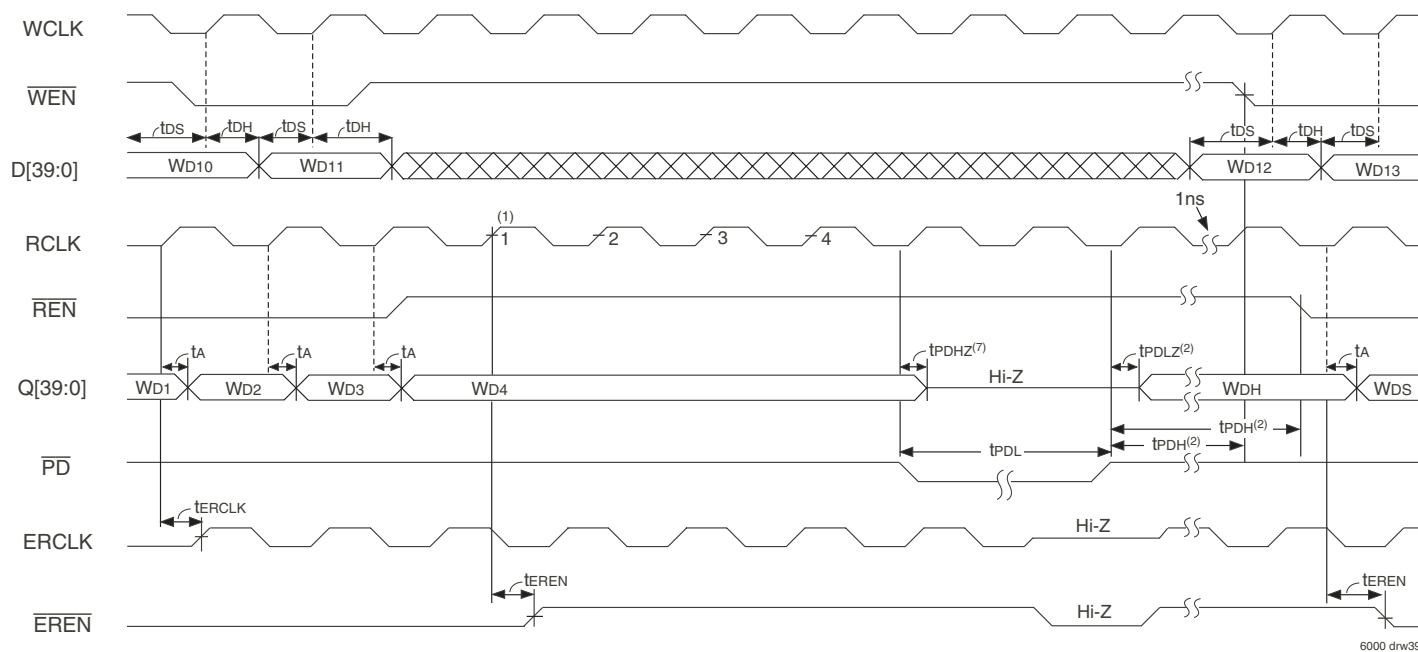 WCLK
WEN
tDS tDH tDS tDH tDS tDH tDS
D[39:0] WD10 WD11 WD12 WD13
1ns
(1)
RCLK 1 2 3 4
REN
tA tA tA tPDHZ(7) tPDLZ(2) tA
Q[39:0] WD1 WD2 WD3 WD4 Hi-Z WDH WDS
tPDH(2)
tPDL tPDH(2)
PD
tERCLK
ERCLK Hi-Z
tEREN tEREN
EREN Hi-Z
6000 drw39